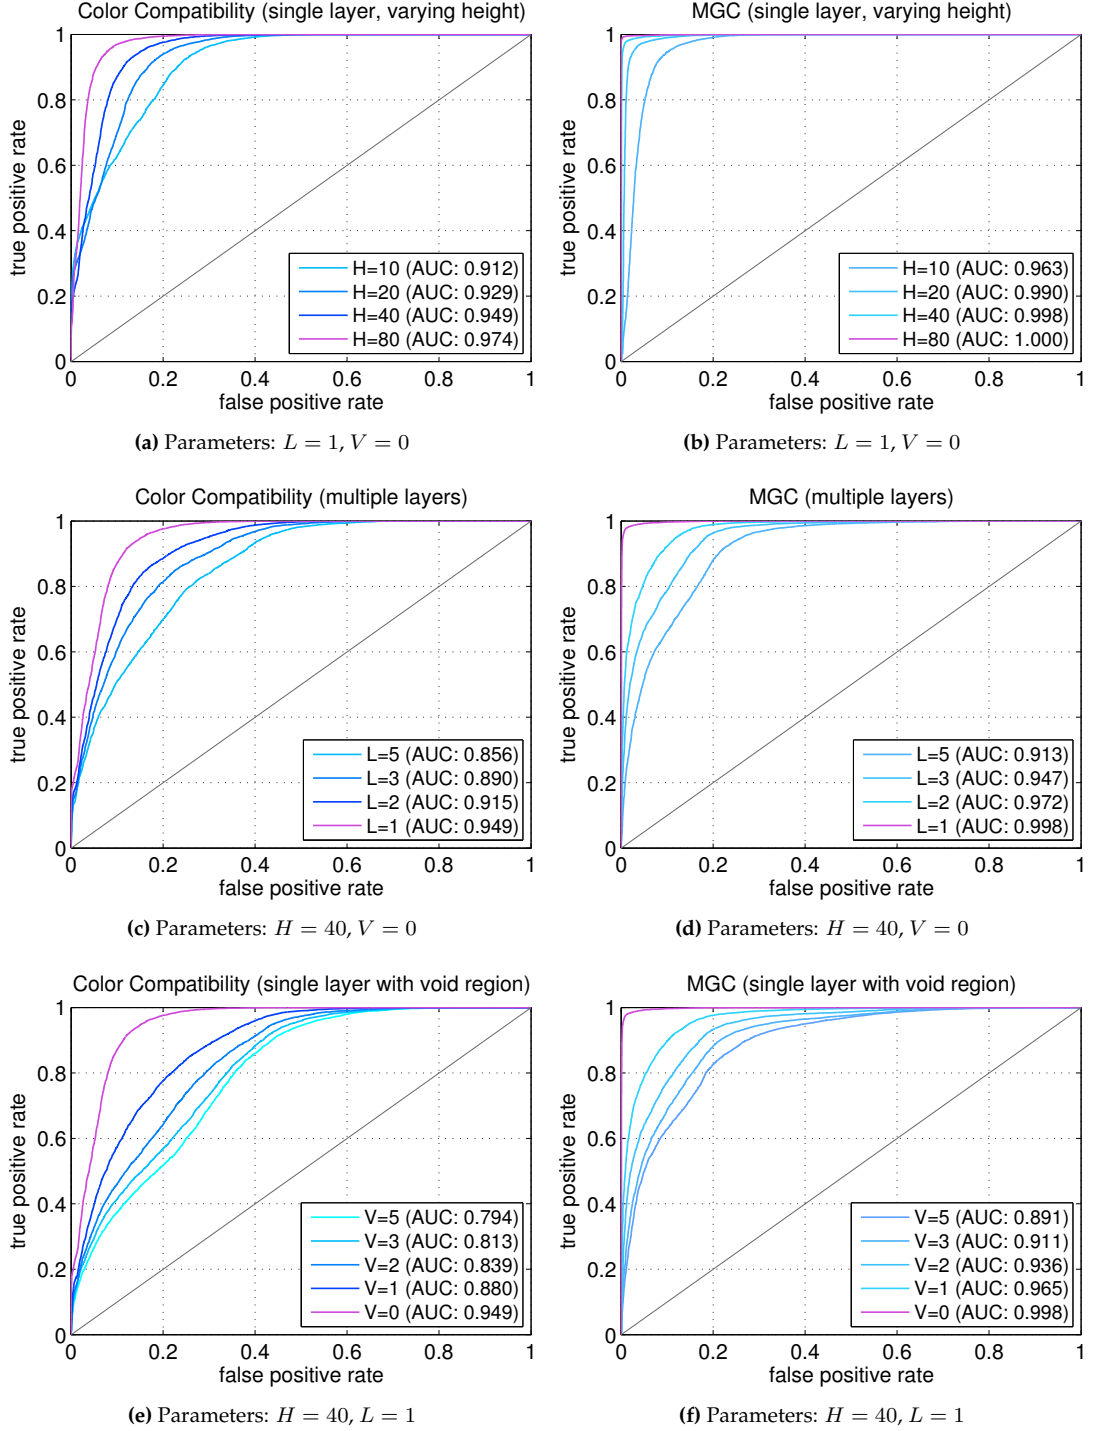 Color Compatibility (single layer, varying height)
1
0.8
0.6
0.4
0.2
0
true positive rate
H=10 (AUC: 0.912)
H=20 (AUC: 0.929)
H=40 (AUC: 0.949)
H=80 (AUC: 0.974)
0 0.2 0.4 0.6 0.8 1
false positive rate
(a) Parameters: L = 1, V = 0
MGC (single layer, varying height)
1
0.8
0.6
0.4
0.2
0
true positive rate
H=10 (AUC: 0.963)
H=20 (AUC: 0.990)
H=40 (AUC: 0.998)
H=80 (AUC: 1.000)
0 0.2 0.4 0.6 0.8 1
false positive rate
(b) Parameters: L = 1, V = 0
Color Compatibility (multiple layers)
1
0.8
0.6
0.4
0.2
0
true positive rate
L=5 (AUC: 0.856)
L=3 (AUC: 0.890)
L=2 (AUC: 0.915)
L=1 (AUC: 0.949)
0 0.2 0.4 0.6 0.8 1
false positive rate
(c) Parameters: H = 40, V = 0
MGC (multiple layers)
1
0.8
0.6
0.4
0.2
0
true positive rate
L=5 (AUC: 0.913)
L=3 (AUC: 0.947)
L=2 (AUC: 0.972)
L=1 (AUC: 0.998)
0 0.2 0.4 0.6 0.8 1
false positive rate
(d) Parameters: H = 40, V = 0
Color Compatibility (single layer with void region)
1
0.8
0.6
0.4
0.2
0
true positive rate
V=5 (AUC: 0.794)
V=3 (AUC: 0.813)
V=2 (AUC: 0.839)
V=1 (AUC: 0.880)
V=0 (AUC: 0.949)
0 0.2 0.4 0.6 0.8 1
false positive rate
(e) Parameters: H = 40, L = 1
MGC (single layer with void region)
1
0.8
0.6
0.4
0.2
0
true positive rate
V=5 (AUC: 0.891)
V=3 (AUC: 0.911)
V=2 (AUC: 0.936)
V=1 (AUC: 0.965)
V=0 (AUC: 0.998)
0 0.2 0.4 0.6 0.8 1
false positive rate
(f) Parameters: H = 40, L = 1